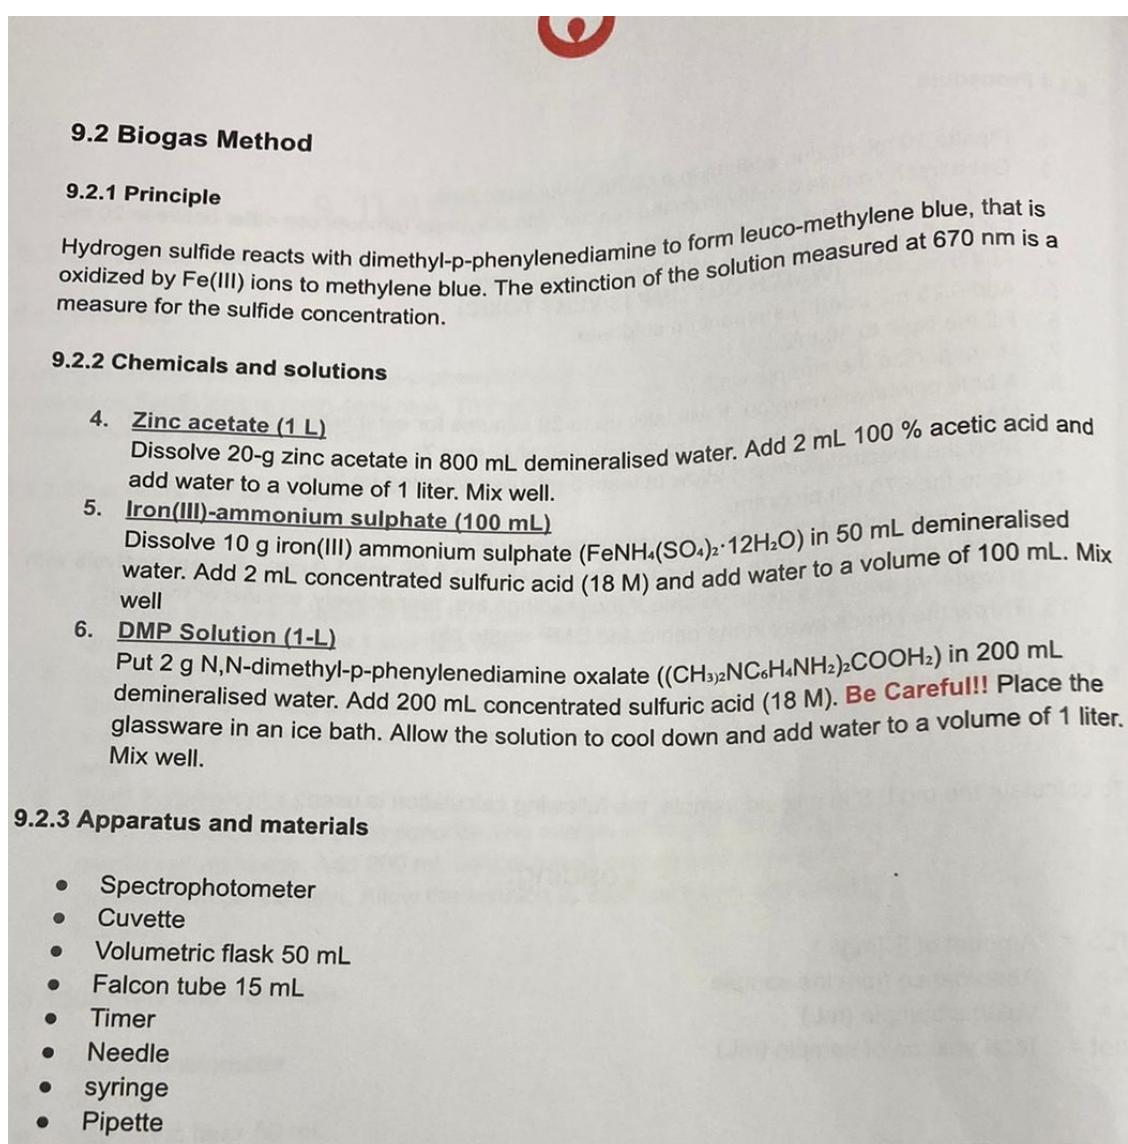 9.2 Biogas Method
9.2.1 Principle
Hydrogen sulfide reacts with dimethyl-p-phenylenediamine to form leuco-methylene blue, that is
oxidized by Fe(III) ions to methylene blue. The extinction of the solution measured at 670 nm is a
measure for the sulfide concentration.
9.2.2 Chemicals and solutions
4. Zinc acetate (1 L)
Dissolve 20-g zinc acetate in 800 mL demineralised water. Add 2 mL 100 % acetic acid and
add water to a volume of 1 liter. Mix well.
5. Iron(III)-ammonium sulphate (100 mL)
Dissolve 10 g iron(III) ammonium sulphate (FeNH₄(SO₄)₂·12H₂O) in 50 mL demineralised
water. Add 2 mL concentrated sulfuric acid (18 M) and add water to a volume of 100 mL. Mix
well
6. DMP Solution (1-L)
Put 2 g N,N-dimethyl-p-phenylenediamine oxalate ((CH₃₎₂NC₆H₄NH₂)₂COOH₂) in 200 mL
demineralised water. Add 200 mL concentrated sulfuric acid (18 M). Be Careful!! Place the
glassware in an ice bath. Allow the solution to cool down and add water to a volume of 1 liter.
Mix well.
9.2.3 Apparatus and materials
• Spectrophotometer
• Cuvette
• Volumetric flask 50 mL
• Falcon tube 15 mL
• Timer
• Needle
• syringe
• Pipette